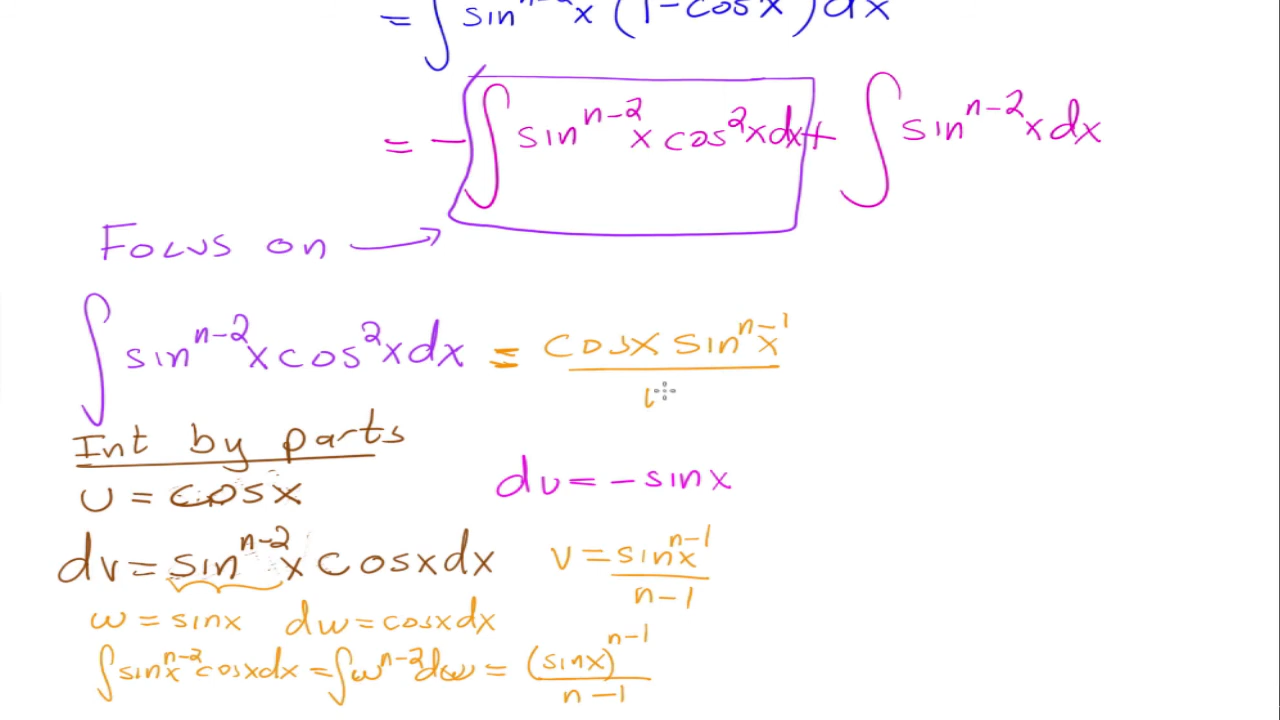 = ∫ sin^{n-2} x (1 - cos²x) dx
= - ∫ sin^{n-2} x cos²x dx + ∫ sin^{n-2} x dx
Focus on →
∫ sin^{n-2} x cos²x dx = cosx sin^{n-1} x / 
Int by parts
u = cosx du = - sinx
dv = sin^{n-2} x cosx dx v = sin^{n-1} x / n-1
w = sinx dw = cosx dx
∫ sin^{n-2} x cosx dx = ∫ w^{n-2} dw = (sinx)^{n-1} / n-1